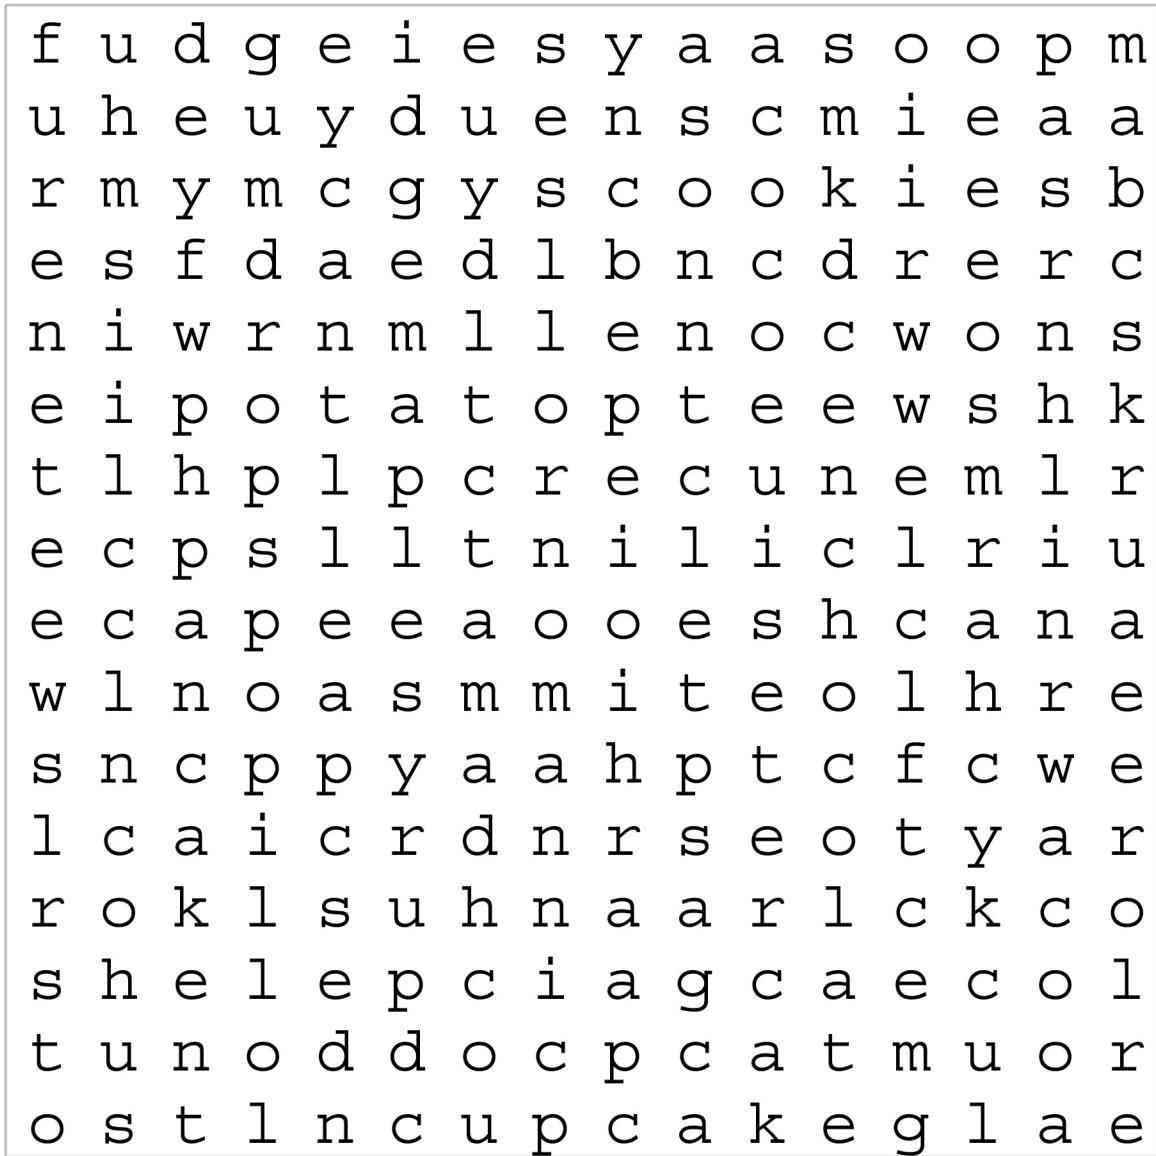 f u d g e i e s y a a s o o p m
u h e u y d u e n s c m i e a a
r m y m c g y s c o o k i e s b
e s f d a e d l b n c d r e r c
n i w r n m l l e n o c w o n s
e i p o t a t o p t e e w s h k
t l h p l p c r e c u n e m l r
e c p s l l t n i l i c l r i u
e c a p e e a o o e s h c a n a
w l n o a s m m i t e o l h r e
s n c p p y a a h p t c f c w e
l c a i c r d n r s e o t y a r
r o k l s u h n a a r l c k c o
s h e l e p c i a g c a e c o l
t u n o d d o c p c a t m u o r
o s t l n c u p c a k e g l a e